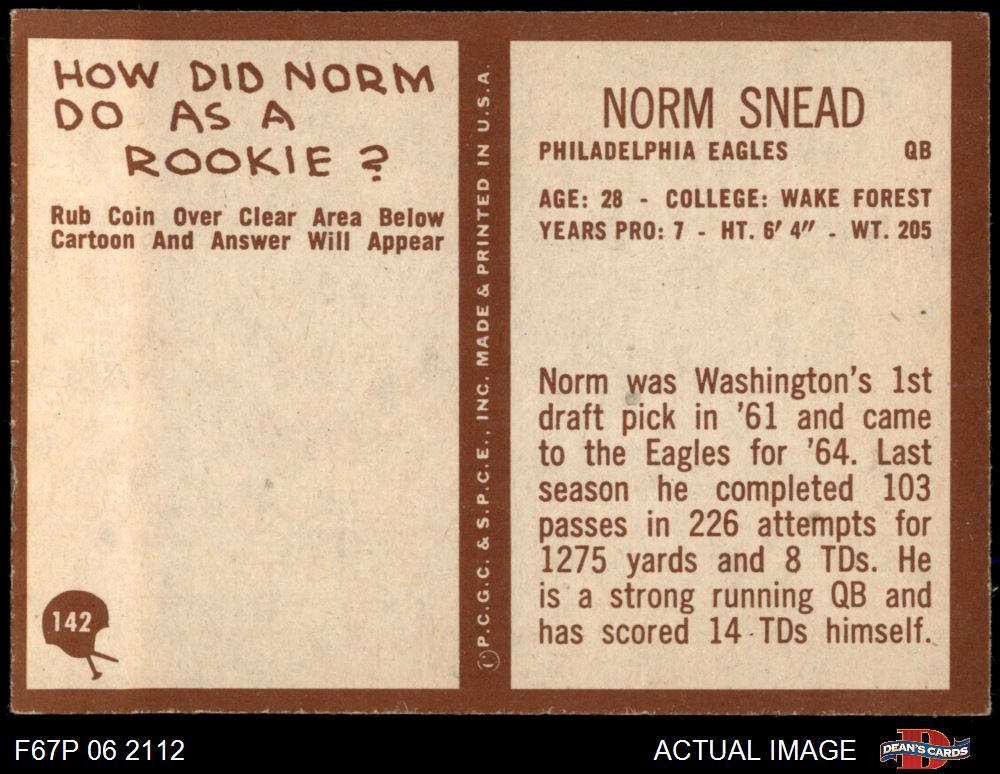 HOW DID NORM
DO AS A
ROOKIE?
Rub Coin Over Clear Area Below
Cartoon And Answer Will Appear
142
© P.C.G.C. & S.P.C.E., INC. MADE & PRINTED IN U.S.A.
NORM SNEAD
PHILADELPHIA EAGLES QB
AGE: 28 - COLLEGE: WAKE FOREST
YEARS PRO: 7 - HT. 6' 4" - WT. 205
Norm was Washington's 1st
draft pick in '61 and came
to the Eagles for '64. Last
season he completed 103
passes in 226 attempts for
1275 yards and 8 TDs. He
is a strong running QB and
has scored 14 TDs himself.
F67P 06 2112
ACTUAL IMAGE
D
DEAN'S CARDS